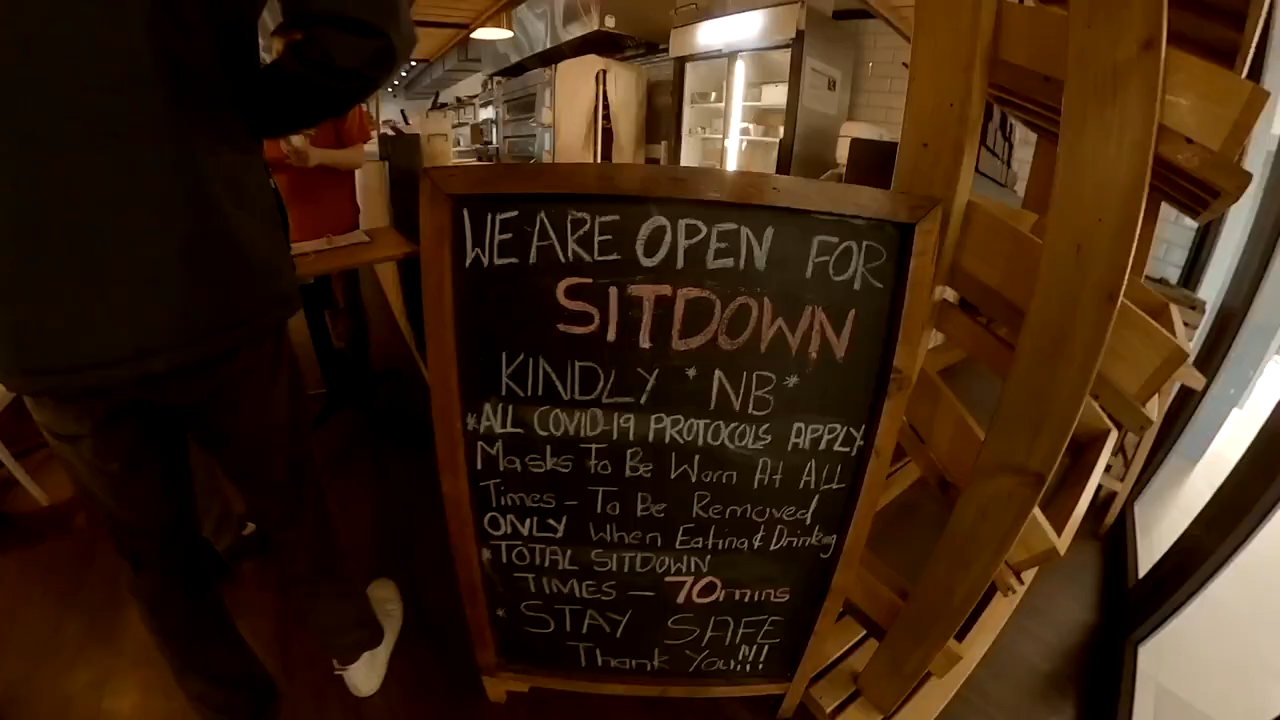 WE ARE OPEN FOR
SITDOWN
KINDLY *NB*
*ALL COVID-19 PROTOCOLS APPLY
Masks To Be Worn At ALL
Times - To Be Removed
ONLY When Eating & Drinking
*TOTAL SITDOWN
TIMES - 70mins
* STAY SAFE
Thank You!!!